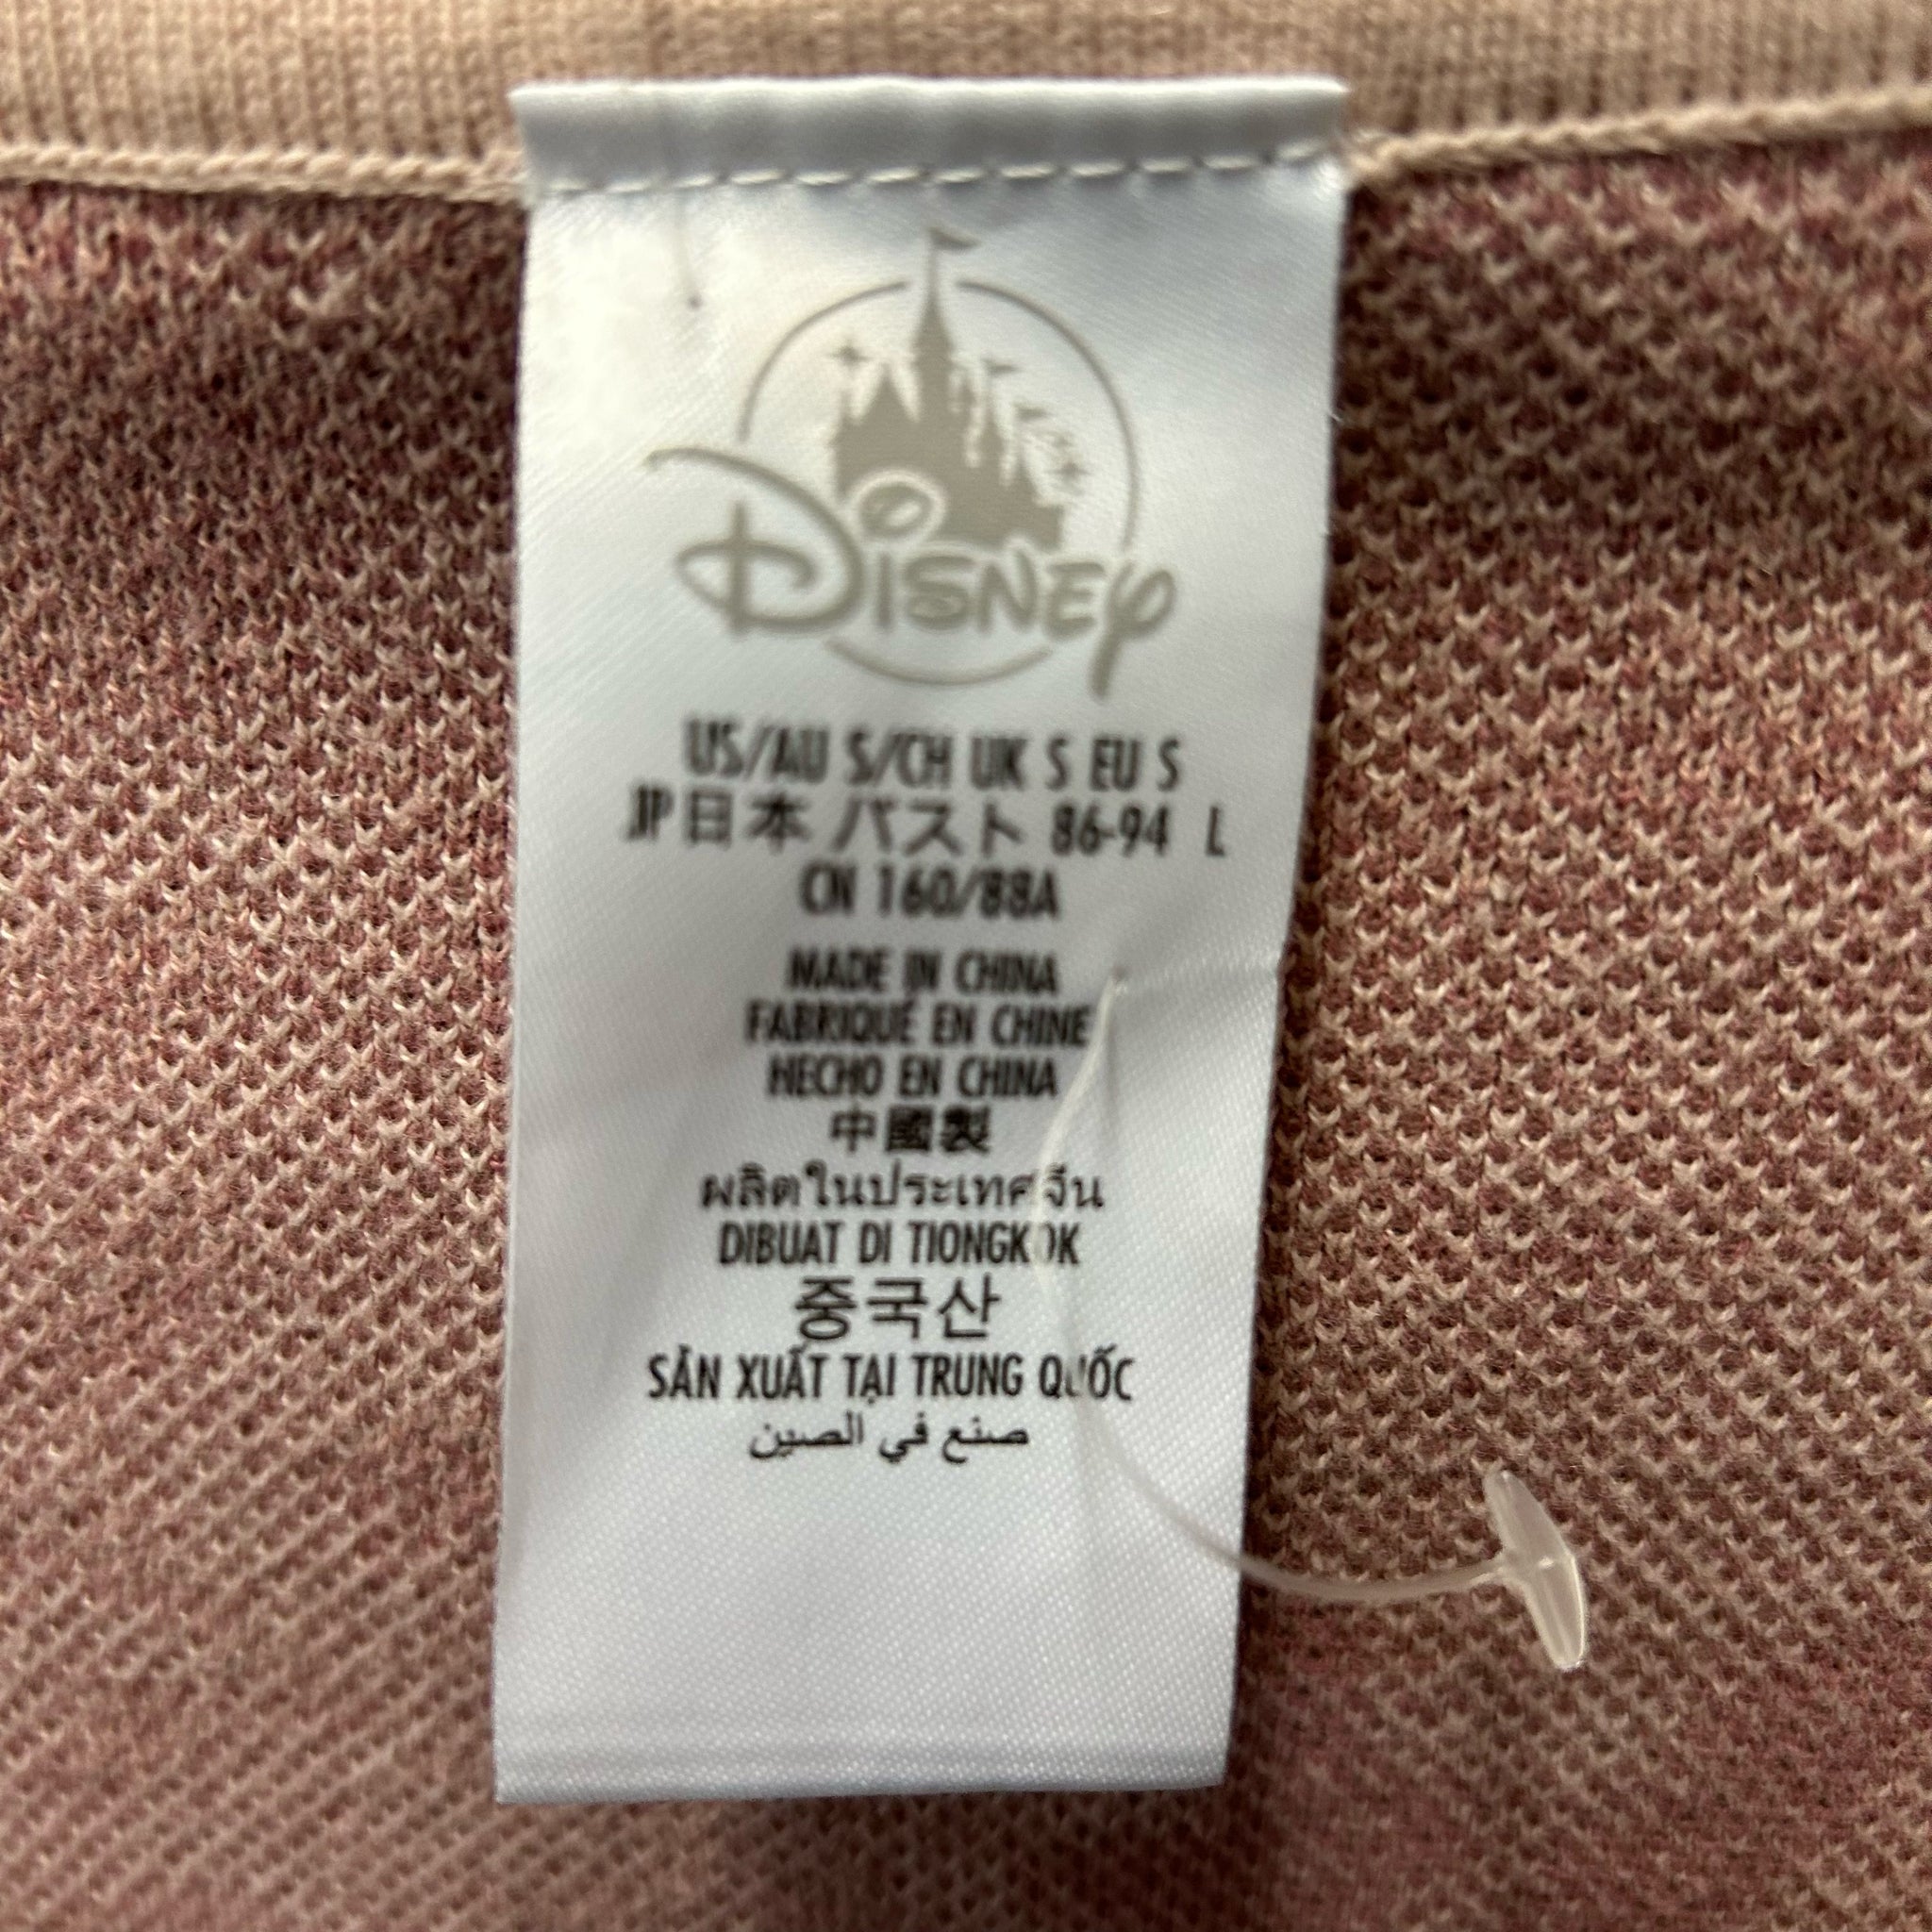 Disney
US/AU S/CH UK S EU S
JP 日本 バスト 86-94 L
CN 160/88A
MADE IN CHINA
FABRIQUÉ EN CHINE
HECHO EN CHINA
中國製
ผลิตในประเทศจีน
DIBUAT DI TIONGKOK
중국산
SẢN XUẤT TẠI TRUNG QUỐC
صنع في الصين